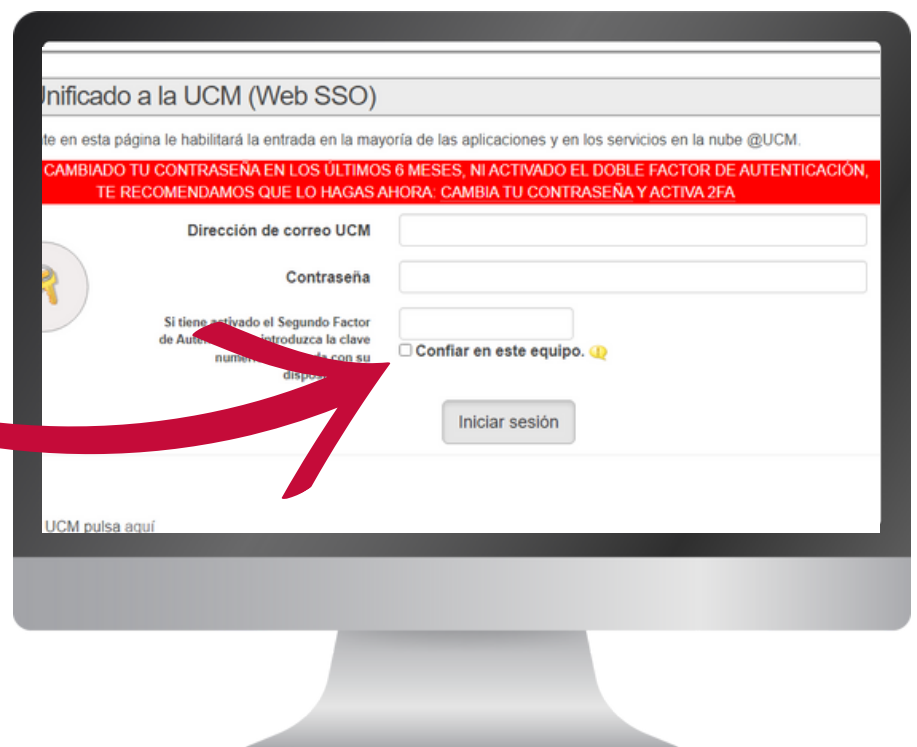 Unificado a la UCM (Web SSO)
te en esta página le habilitará la entrada en la mayoría de las aplicaciones y en los servicios en la nube @UCM.
CAMBIADO TU CONTRASEÑA EN LOS ÚLTIMOS 6 MESES, NI ACTIVADO EL DOBLE FACTOR DE AUTENTICACIÓN,
TE RECOMENDAMOS QUE LO HAGAS AHORA: CAMBIA TU CONTRASEÑA Y ACTIVA 2FA
Dirección de correo UCM
Contraseña
Si tiene activado el Segundo Factor
de introduzca la clave
con su
Confiar en este equipo.
Iniciar sesión
UCM pulsa aquí